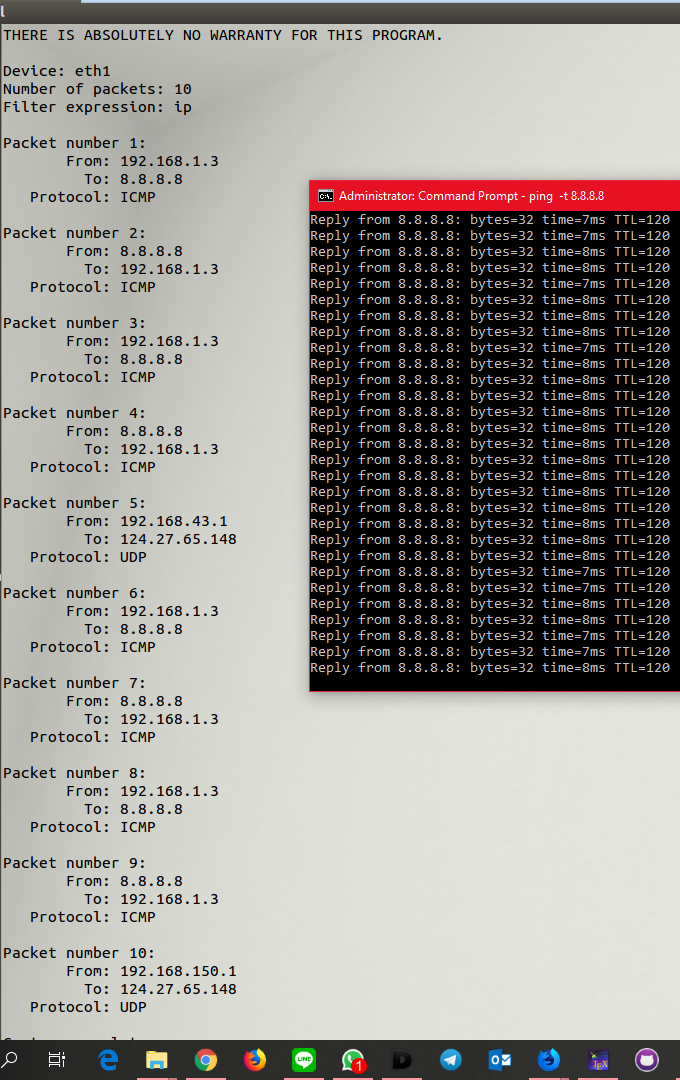 THERE IS ABSOLUTELY NO WARRANTY FOR THIS PROGRAM.
Device: eth1
Number of packets: 10
Filter expression: ip
Packet number 1:
From: 192.168.1.3
To: 8.8.8.8
Protocol: ICMP
Packet number 2:
From: 8.8.8.8
To: 192.168.1.3
Protocol: ICMP
Packet number 3:
From: 192.168.1.3
To: 8.8.8.8
Protocol: ICMP
Packet number 4:
From: 8.8.8.8
To: 192.168.1.3
Protocol: ICMP
Packet number 5:
From: 192.168.43.1
To: 124.27.65.148
Protocol: UDP
Packet number 6:
From: 192.168.1.3
To: 8.8.8.8
Protocol: ICMP
Packet number 7:
From: 8.8.8.8
To: 192.168.1.3
Protocol: ICMP
Packet number 8:
From: 192.168.1.3
To: 8.8.8.8
Protocol: ICMP
Packet number 9:
From: 8.8.8.8
To: 192.168.1.3
Protocol: ICMP
Packet number 10:
From: 192.168.150.1
To: 124.27.65.148
Protocol: UDP
Administrator: Command Prompt - ping -t 8.8.8.8
Reply from 8.8.8.8: bytes=32 time=7ms TTL=120
Reply from 8.8.8.8: bytes=32 time=7ms TTL=120
Reply from 8.8.8.8: bytes=32 time=8ms TTL=120
Reply from 8.8.8.8: bytes=32 time=8ms TTL=120
Reply from 8.8.8.8: bytes=32 time=7ms TTL=120
Reply from 8.8.8.8: bytes=32 time=8ms TTL=120
Reply from 8.8.8.8: bytes=32 time=8ms TTL=120
Reply from 8.8.8.8: bytes=32 time=8ms TTL=120
Reply from 8.8.8.8: bytes=32 time=7ms TTL=120
Reply from 8.8.8.8: bytes=32 time=8ms TTL=120
Reply from 8.8.8.8: bytes=32 time=8ms TTL=120
Reply from 8.8.8.8: bytes=32 time=8ms TTL=120
Reply from 8.8.8.8: bytes=32 time=8ms TTL=120
Reply from 8.8.8.8: bytes=32 time=8ms TTL=120
Reply from 8.8.8.8: bytes=32 time=8ms TTL=120
Reply from 8.8.8.8: bytes=32 time=8ms TTL=120
Reply from 8.8.8.8: bytes=32 time=8ms TTL=120
Reply from 8.8.8.8: bytes=32 time=8ms TTL=120
Reply from 8.8.8.8: bytes=32 time=8ms TTL=120
Reply from 8.8.8.8: bytes=32 time=8ms TTL=120
Reply from 8.8.8.8: bytes=32 time=8ms TTL=120
Reply from 8.8.8.8: bytes=32 time=8ms TTL=120
Reply from 8.8.8.8: bytes=32 time=7ms TTL=120
Reply from 8.8.8.8: bytes=32 time=7ms TTL=120
Reply from 8.8.8.8: bytes=32 time=8ms TTL=120
Reply from 8.8.8.8: bytes=32 time=8ms TTL=120
Reply from 8.8.8.8: bytes=32 time=7ms TTL=120
Reply from 8.8.8.8: bytes=32 time=7ms TTL=120
Reply from 8.8.8.8: bytes=32 time=8ms TTL=120
LINE
1